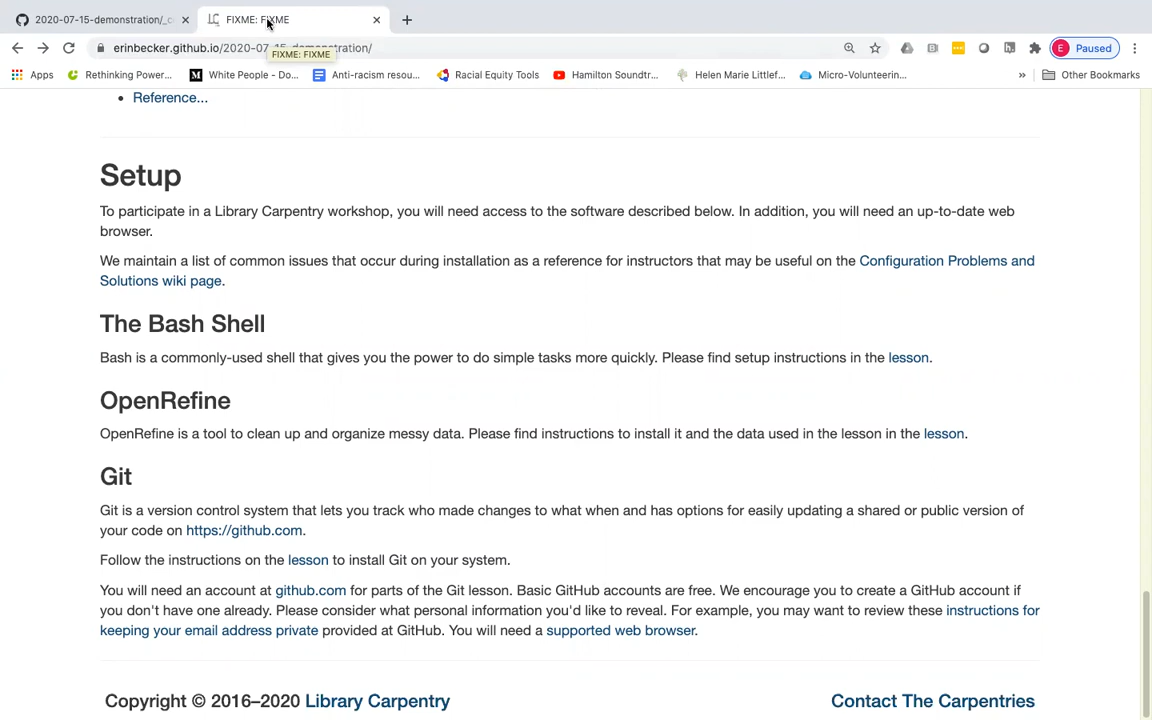 2020-07-15-demonstration/_c
FIXME: FIXME
erinbecker.github.io/2020-07-15-demonstration/
FIXME: FIXME
E Paused
Apps
Rethinking Power...
White People - Do...
Anti-racism resou...
Racial Equity Tools
Hamilton Soundtr...
Helen Marie Littlef...
Micro-Volunteerin...
»
Other Bookmarks
• Reference...
Setup
To participate in a Library Carpentry workshop, you will need access to the software described below. In addition, you will need an up-to-date web
browser.
We maintain a list of common issues that occur during installation as a reference for instructors that may be useful on the Configuration Problems and
Solutions wiki page.
The Bash Shell
Bash is a commonly-used shell that gives you the power to do simple tasks more quickly. Please find setup instructions in the lesson.
OpenRefine
OpenRefine is a tool to clean up and organize messy data. Please find instructions to install it and the data used in the lesson in the lesson.
Git
Git is a version control system that lets you track who made changes to what when and has options for easily updating a shared or public version of
your code on https://github.com.
Follow the instructions on the lesson to install Git on your system.
You will need an account at github.com for parts of the Git lesson. Basic GitHub accounts are free. We encourage you to create a GitHub account if
you don't have one already. Please consider what personal information you'd like to reveal. For example, you may want to review these instructions for
keeping your email address private provided at GitHub. You will need a supported web browser.
Copyright © 2016–2020 Library Carpentry
Contact The Carpentries